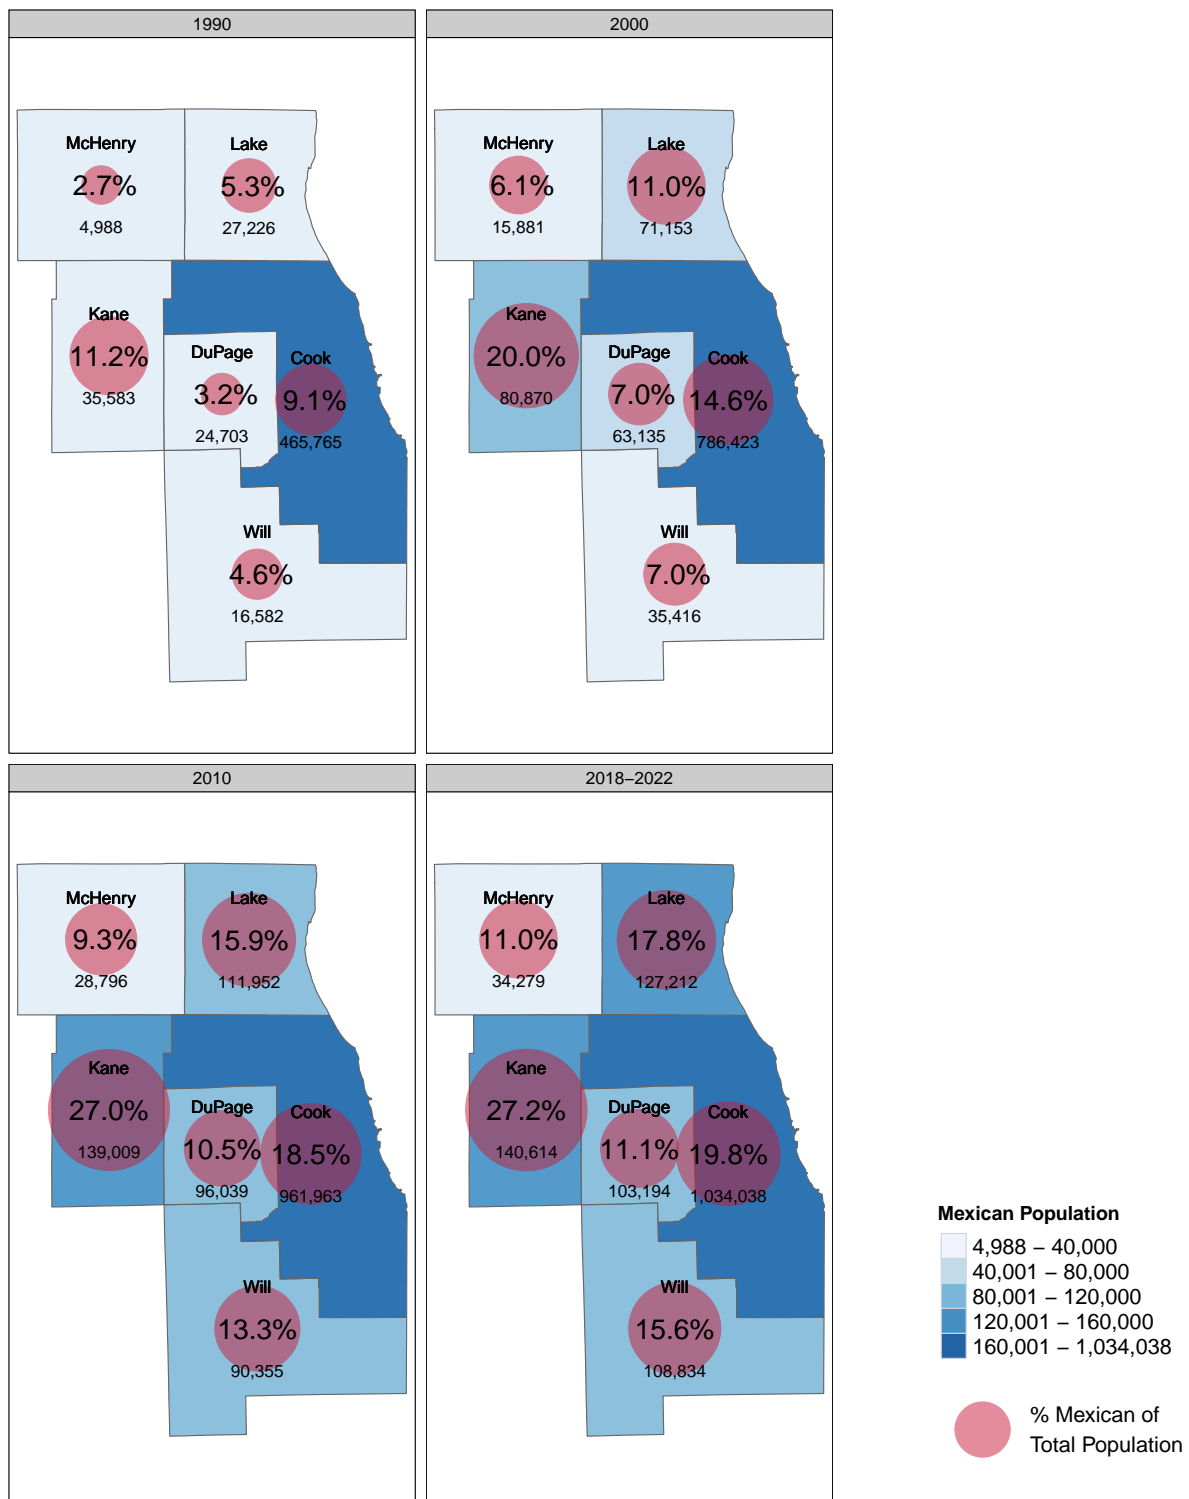 1990
McHenry
2.7%
4,988
Lake
5.3%
27,226
Kane
11.2%
35,583
DuPage
3.2%
24,703
Cook
9.1%
465,765
Will
4.6%
16,582
2000
McHenry
6.1%
15,881
Lake
11.0%
71,153
Kane
20.0%
80,870
DuPage
7.0%
63,135
Cook
14.6%
786,423
Will
7.0%
35,416
2010
McHenry
9.3%
28,796
Lake
15.9%
111,952
Kane
27.0%
139,009
DuPage
10.5%
96,039
Cook
18.5%
961,963
Will
13.3%
90,355
2018−2022
McHenry
11.0%
34,279
Lake
17.8%
127,212
Kane
27.2%
140,614
DuPage
11.1%
103,194
Cook
19.8%
1,034,038
Will
15.6%
108,834
Mexican Population
4,988 − 40,000
40,001 − 80,000
80,001 − 120,000
120,001 − 160,000
160,001 − 1,034,038
% Mexican of
Total Population